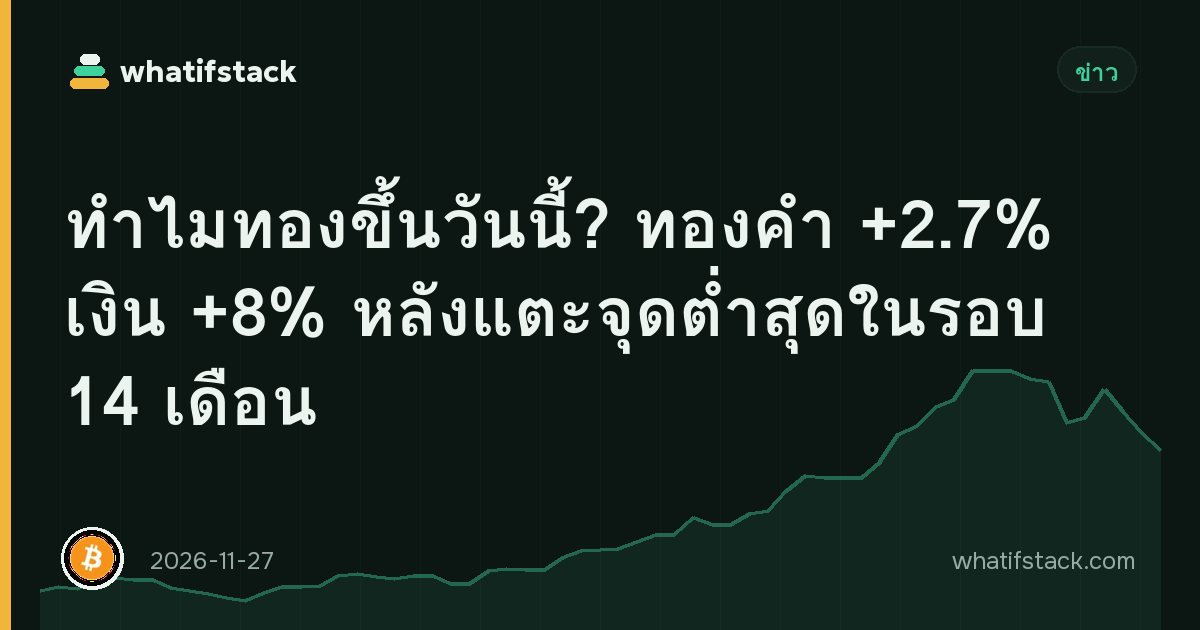 whatifstack
ข่าว
ทำไมทองขึ้นวันนี้? ทองคำ +2.7%
เงิน +8% หลังแตะจุดต่ำสุดในรอบ
14 เดือน
2026-11-27
whatifstack.com